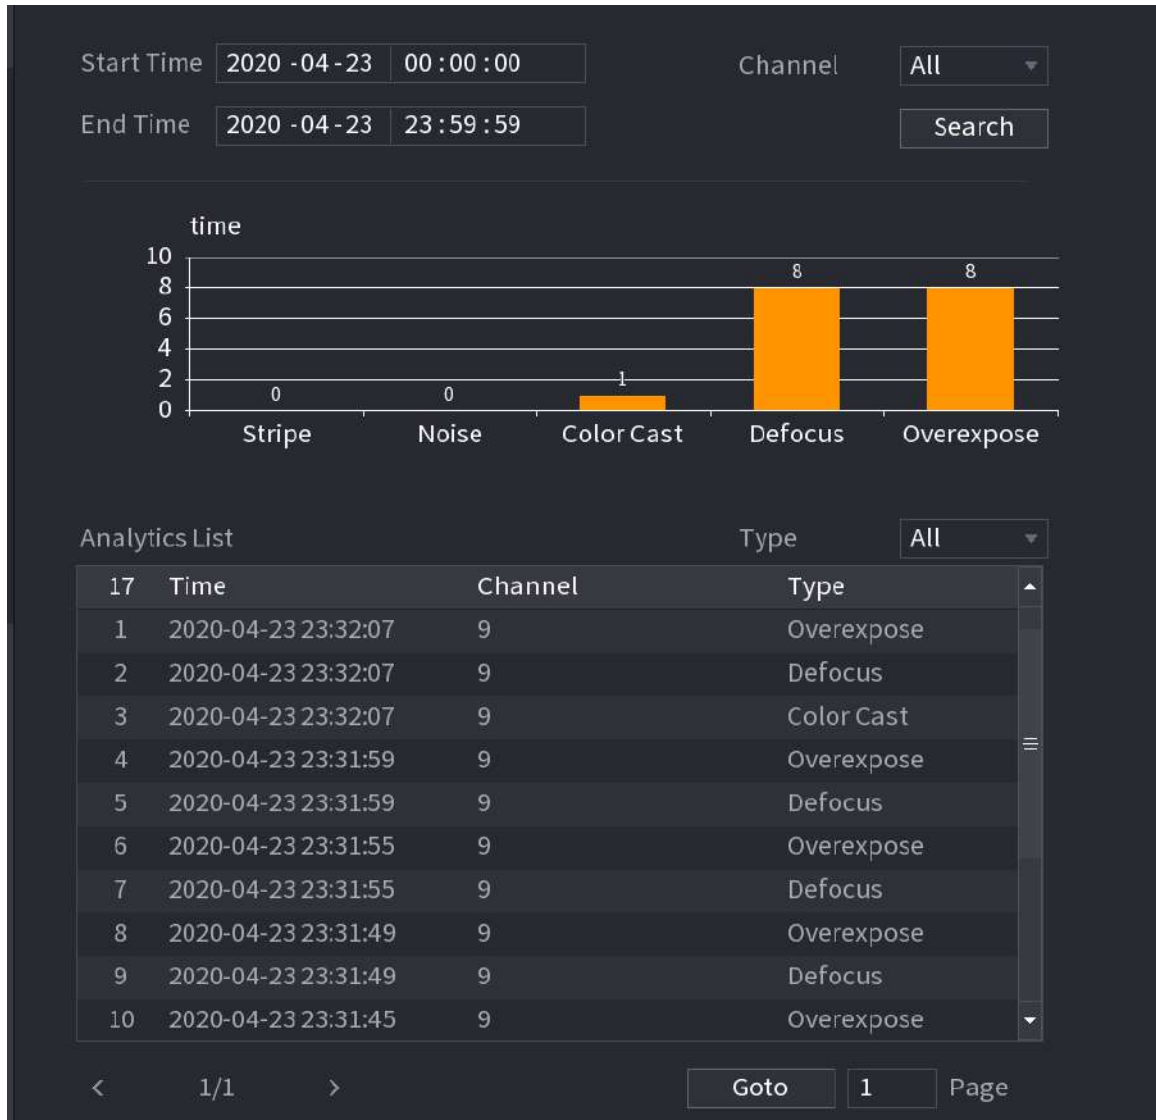 Start Time 2020 -04-23 00:00:00 Channel All
End Time 2020 -04-23 23:59:59 Search
time
10
8
6
4
2
0
0 0 1 8 8
Stripe Noise Color Cast Defocus Overexpose
Analytics List Type All
17 Time Channel Type
1 2020-04-23 23:32:07 9 Overexpose
2 2020-04-23 23:32:07 9 Defocus
3 2020-04-23 23:32:07 9 Color Cast
4 2020-04-23 23:31:59 9 Overexpose
5 2020-04-23 23:31:59 9 Defocus
6 2020-04-23 23:31:55 9 Overexpose
7 2020-04-23 23:31:55 9 Defocus
8 2020-04-23 23:31:49 9 Overexpose
9 2020-04-23 23:31:49 9 Defocus
10 2020-04-23 23:31:45 9 Overexpose
< 1/1 > Goto 1 Page